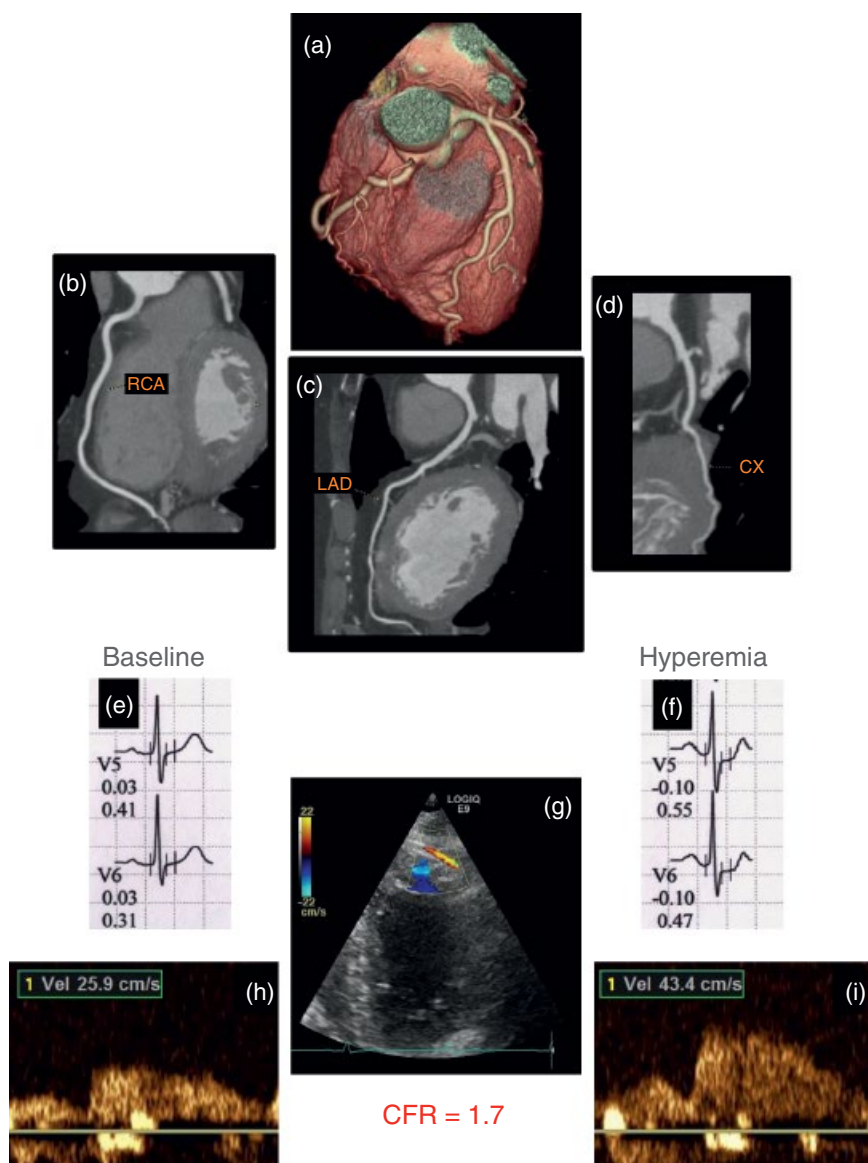 (a)
(b)
RCA
(c)
LAD
(d)
CX
Baseline
Hyperemia
(e)
V5
0.03
0.41
V6
0.03
0.31
(f)
V5
-0.10
0.55
V6
-0.10
0.47
(g)
LOGIQ
E9
22
-22
cm/s
(h)
1 Vel 25.9 cm/s
(i)
1 Vel 43.4 cm/s
CFR = 1.7